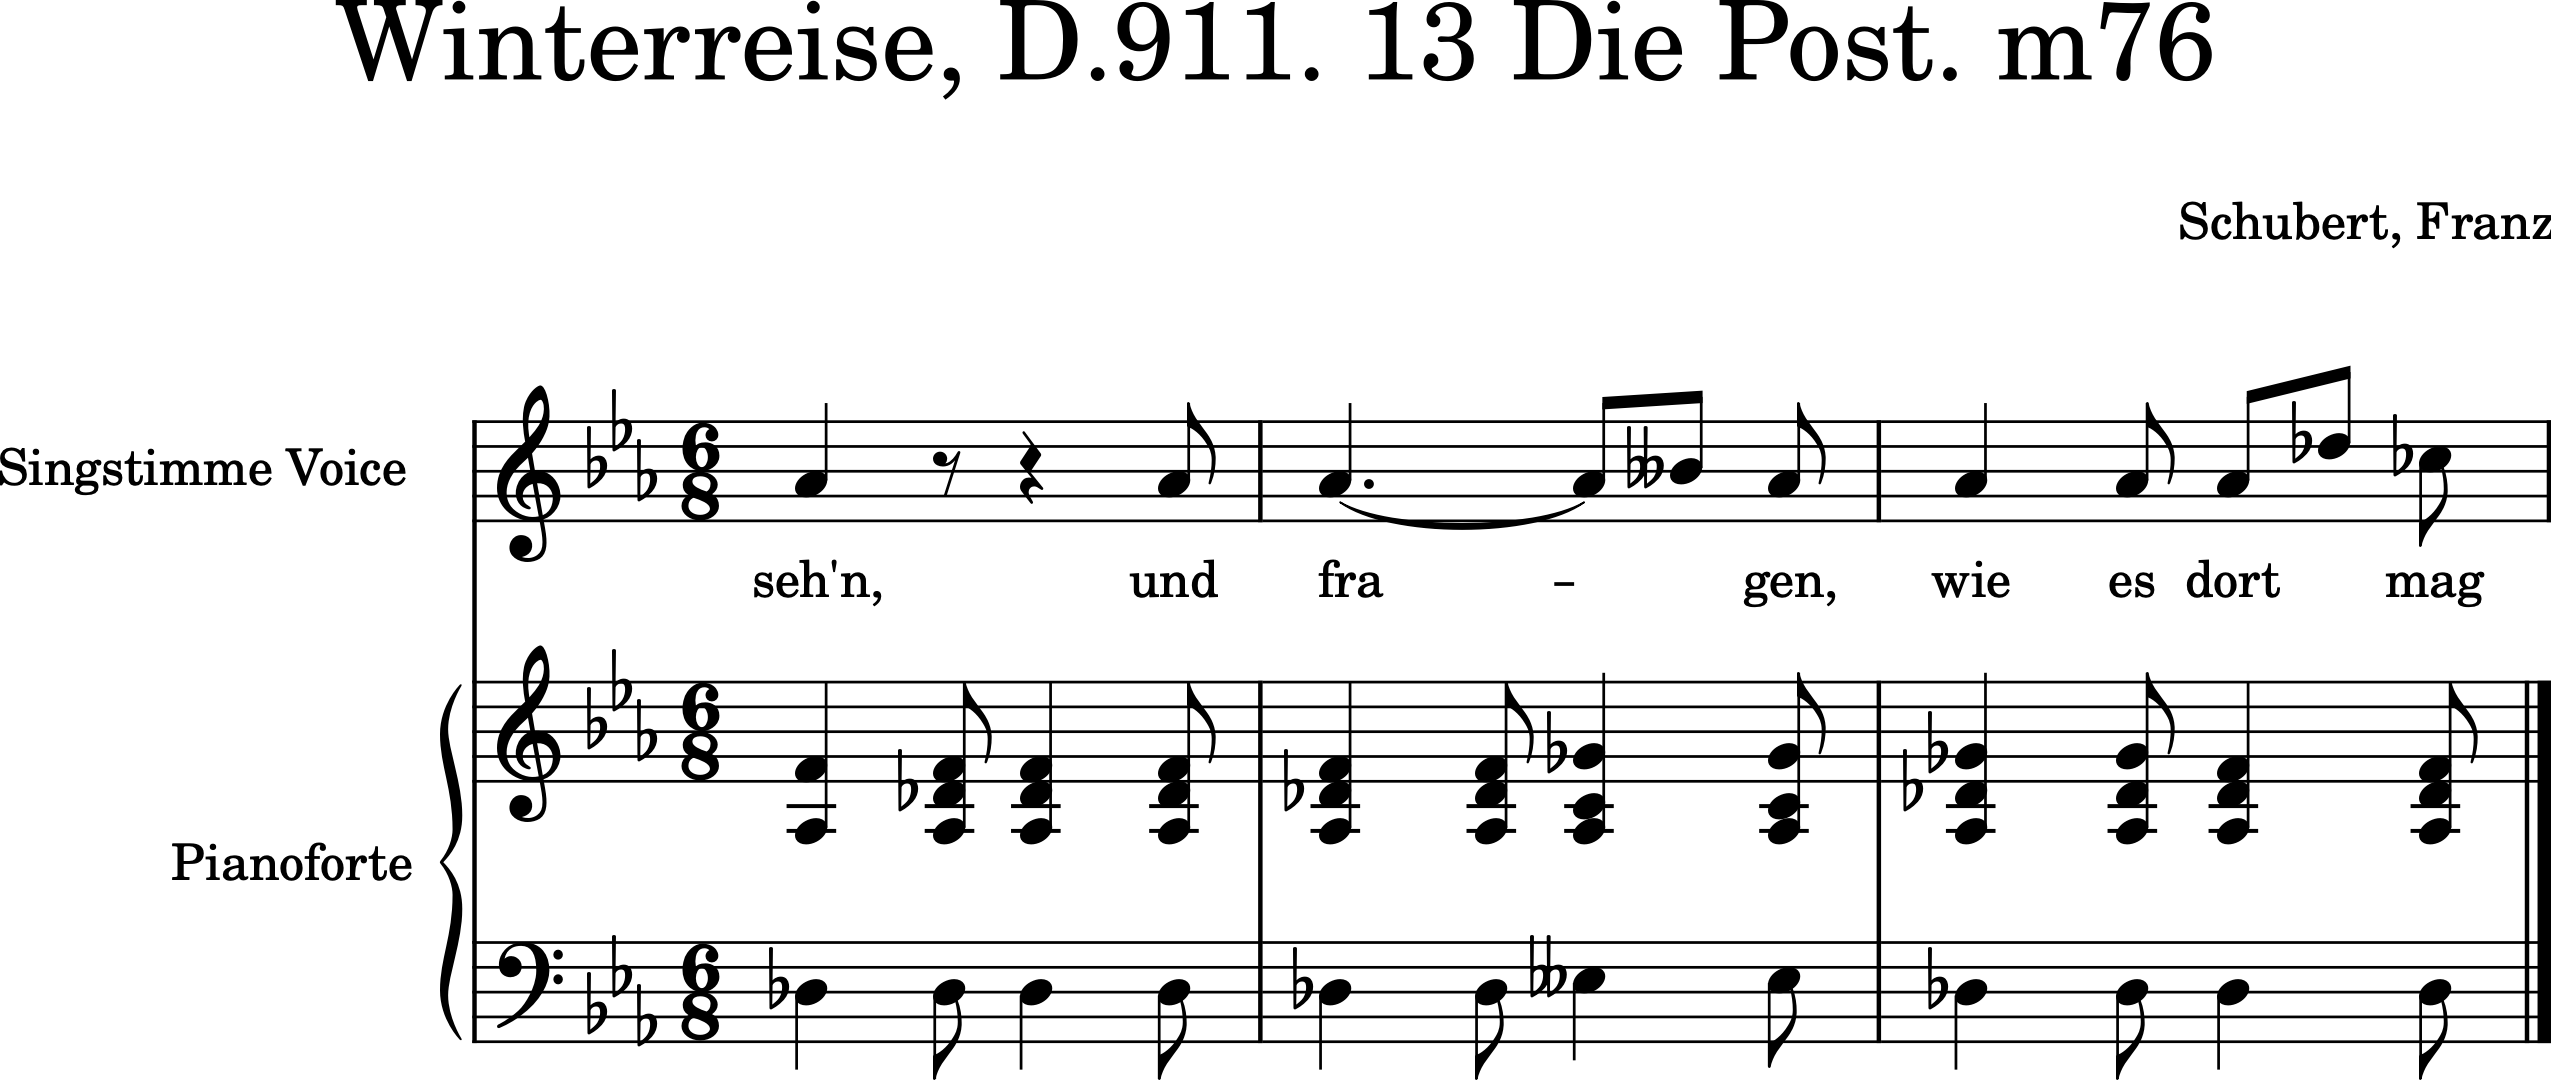 Winterreise, D.911. 13 Die Post. m76
Schubert, Franz
Singstimme Voice
seh'n, und fra - gen, wie es dort mag
Pianoforte